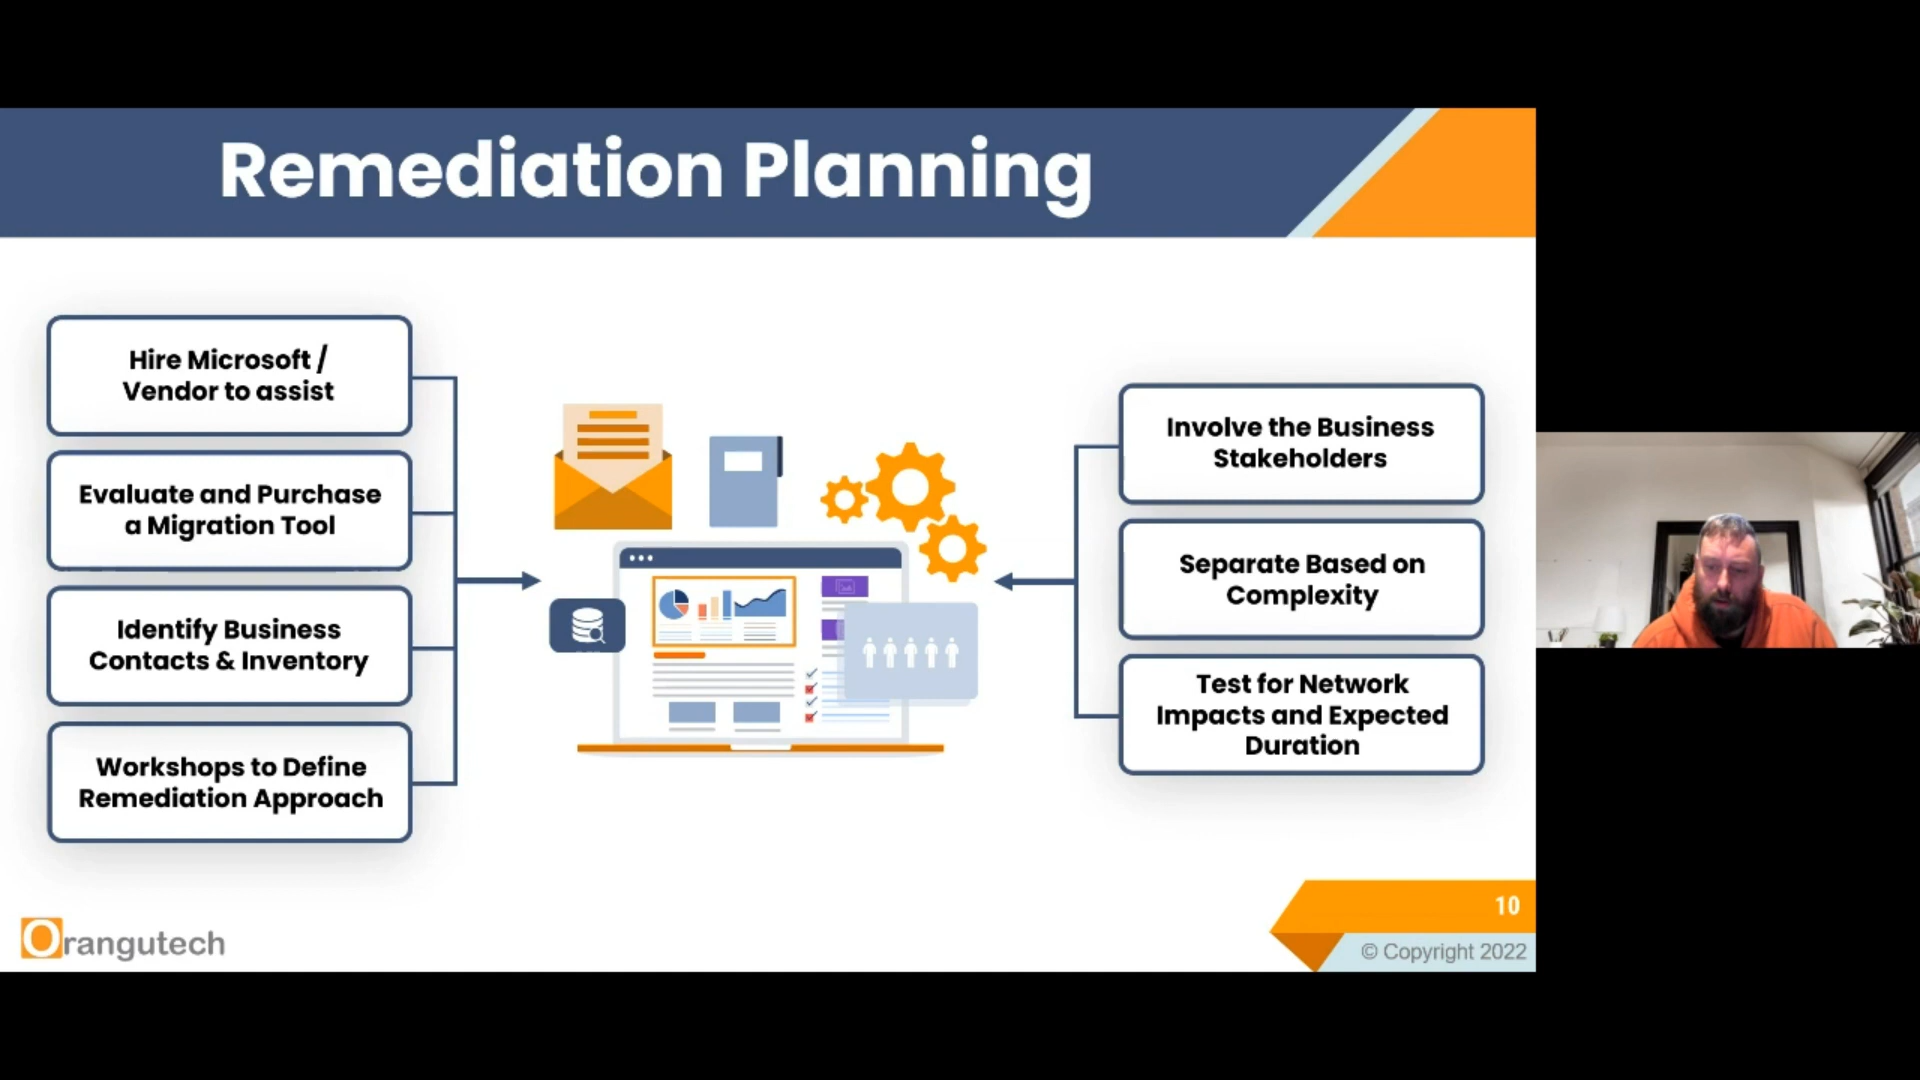 Remediation Planning
Hire Microsoft /
Vendor to assist
Evaluate and Purchase
a Migration Tool
Identify Business
Contacts & Inventory
Workshops to Define
Remediation Approach
Involve the Business
Stakeholders
Separate Based on
Complexity
Test for Network
Impacts and Expected
Duration
Orangutech
10
© Copyright 2022